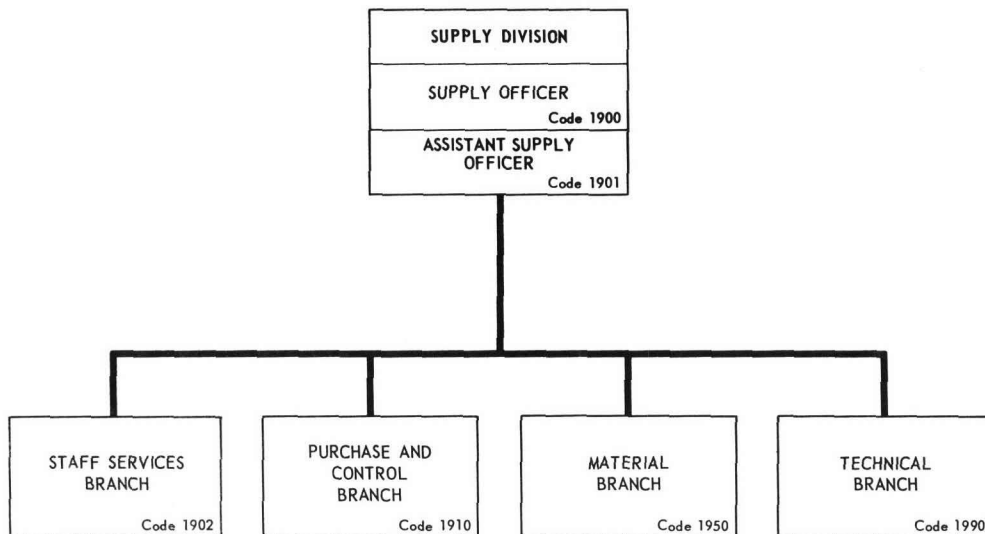 SUPPLY DIVISION
SUPPLY OFFICER
Code 1900
ASSISTANT SUPPLY
OFFICER
Code 1901
STAFF SERVICES
BRANCH
Code 1902
PURCHASE AND
CONTROL
BRANCH
Code 1910
MATERIAL
BRANCH
Code 1950
TECHNICAL
BRANCH
Code 1990